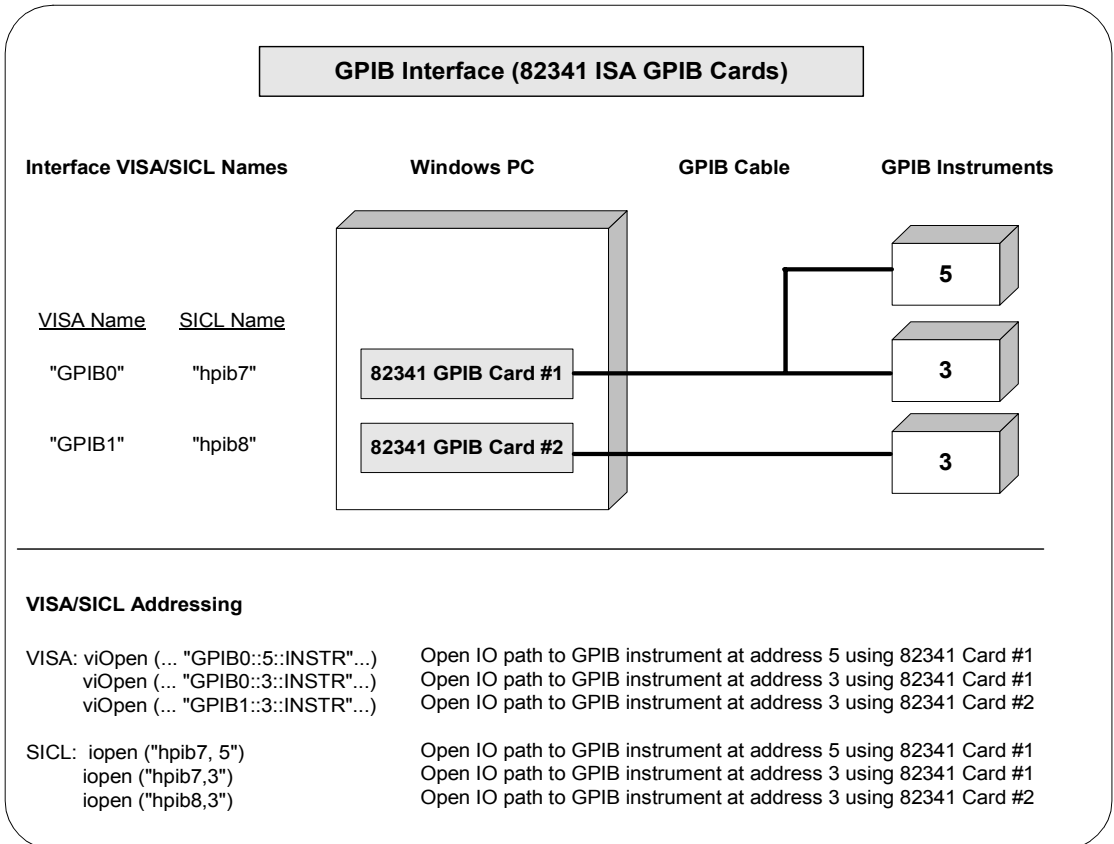 GPIB Interface (82341 ISA GPIB Cards)
Interface VISA/SICL Names Windows PC GPIB Cable GPIB Instruments
5
VISA Name SICL Name
"GPIB0" "hpib7" 82341 GPIB Card #1 3
"GPIB1" "hpib8" 82341 GPIB Card #2 3
VISA/SICL Addressing
VISA: viOpen (... "GPIB0::5::INSTR"...) Open IO path to GPIB instrument at address 5 using 82341 Card #1
viOpen (... "GPIB0::3::INSTR"...) Open IO path to GPIB instrument at address 3 using 82341 Card #1
viOpen (... "GPIB1::3::INSTR"...) Open IO path to GPIB instrument at address 3 using 82341 Card #2
SICL: iopen ("hpib7, 5") Open IO path to GPIB instrument at address 5 using 82341 Card #1
iopen ("hpib7,3") Open IO path to GPIB instrument at address 3 using 82341 Card #1
iopen ("hpib8,3") Open IO path to GPIB instrument at address 3 using 82341 Card #2